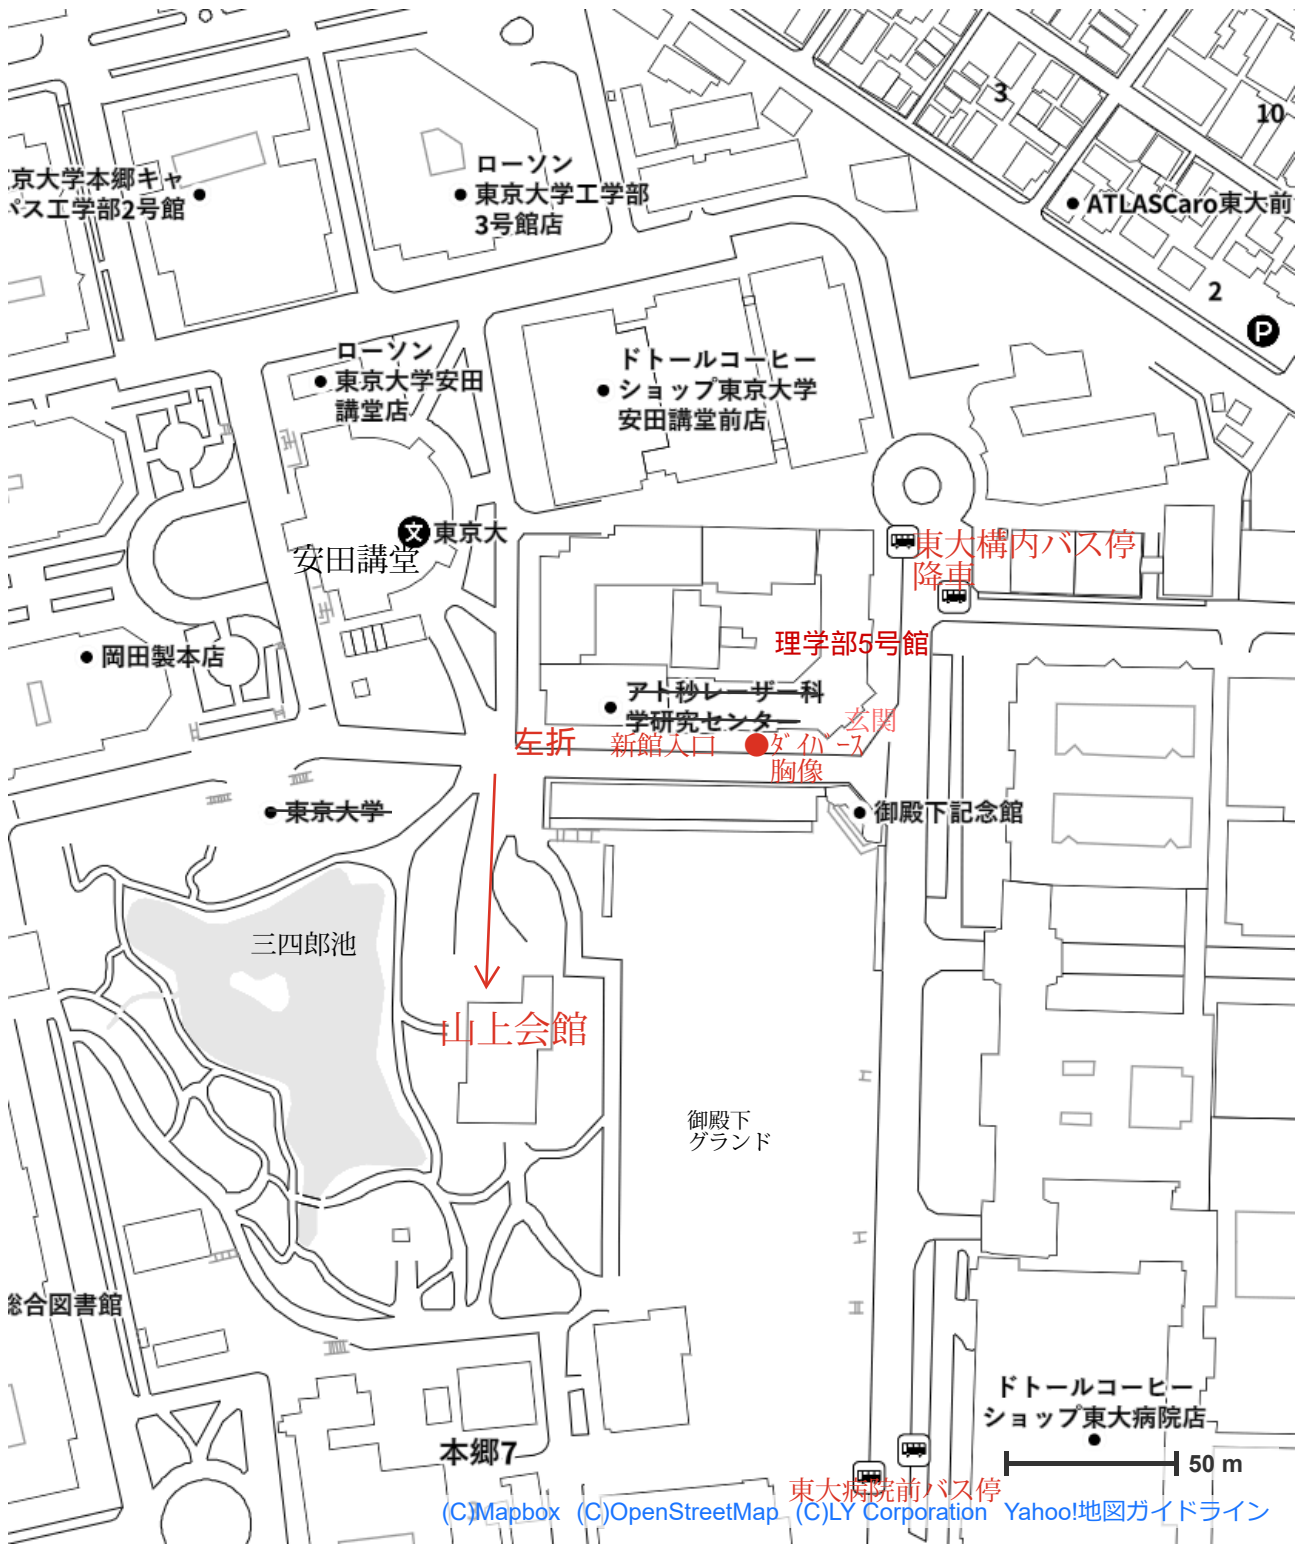 3
10
ローソン
東京大学工学部
3号館店
京大学本郷キャ
パス工学部2号館
ATLASCaro東大前
2
P
ローソン
東京大学安田
講堂店
ドトールコーヒー
ショップ東京大学
安田講堂前店
文
東京大
安田講堂
東大構内バス停
降車
理学部5号館
岡田製本店
アト秒レーザー科
学研究センター
玄関
左折
新館入口
ダイバース
胸像
東京大学
御殿下記念館
三四郎池
山上会館
御殿下
グランド
総合図書館
ドトールコーヒー
ショップ東大病院店
本郷7
50 m
東大病院前バス停
(C)Mapbox (C)OpenStreetMap (C)LY Corporation Yahoo!地図ガイドライン